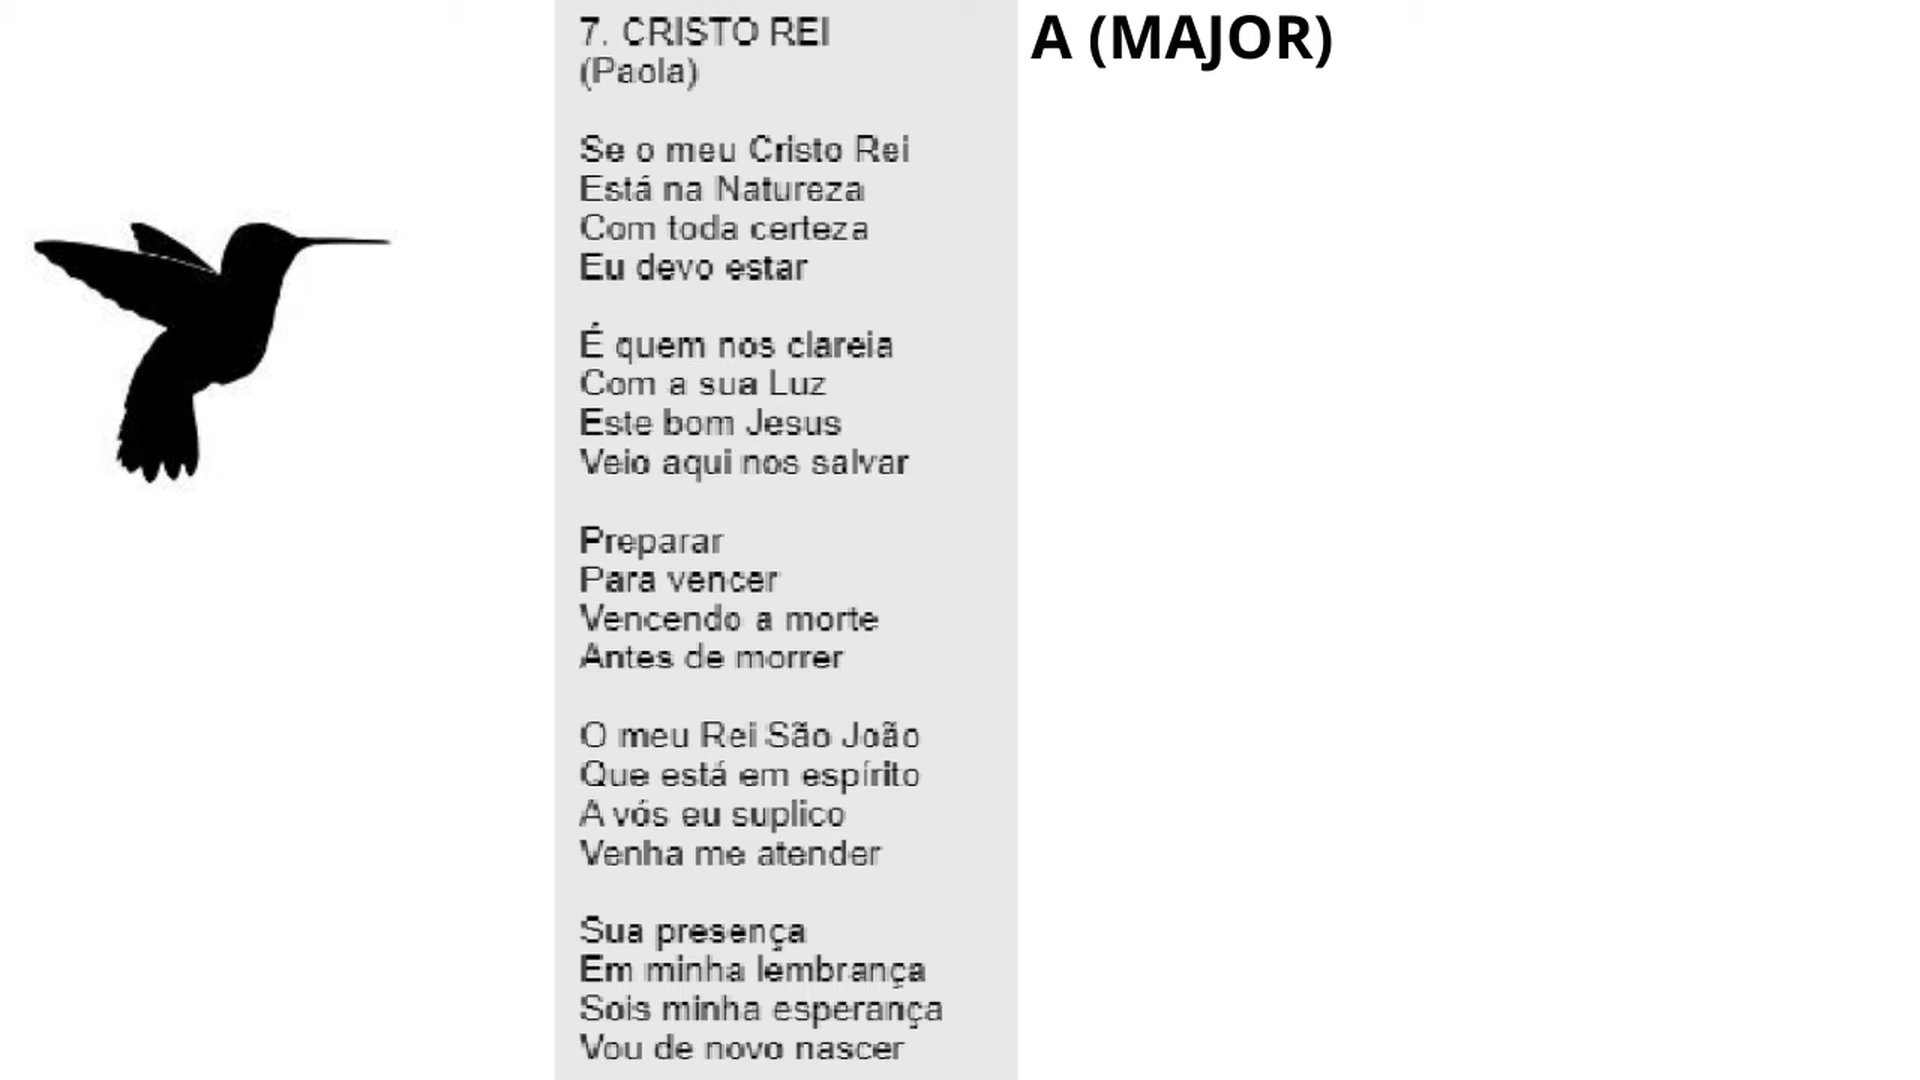 7. CRISTO REI
(Paola)
A (MAJOR)
Se o meu Cristo Rei
Está na Natureza
Com toda certeza
Eu devo estar
É quem nos clareia
Com a sua Luz
Este bom Jesus
Veio aqui nos salvar
Preparar
Para vencer
Vencendo a morte
Antes de morrer
O meu Rei São João
Que está em espírito
A vós eu suplico
Venha me atender
Sua presença
Em minha lembrança
Sois minha esperança
Vou de novo nascer